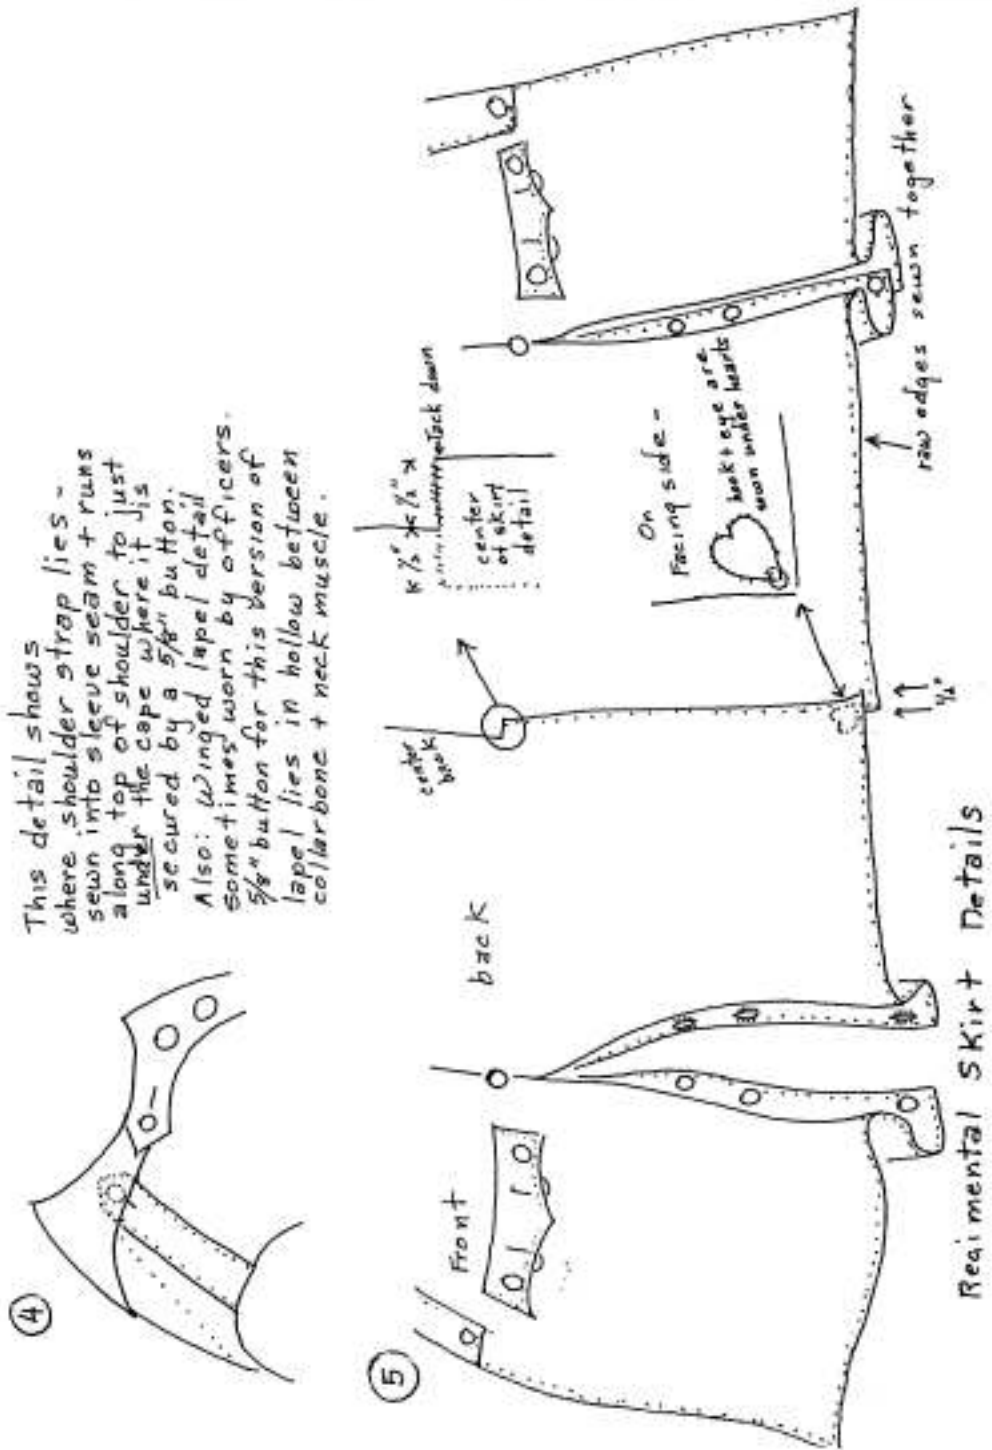 ④
This detail shows
where shoulder strap lies -
sewn into sleeve seam + runs
along top of shoulder to just
under the cape where it is
secured by a 5/8" button.
Also: winged lapel detail
sometimes worn by officers.
5/8" button for this version of
lapel lies in hollow between
collarbone + neck muscle.
⑤
Front
back
center
back
tack down
center
of skirt
detail
On
Facing side -
hook + eye are
sewn under hearts
raw edges sewn together
Regimental Skirt Details